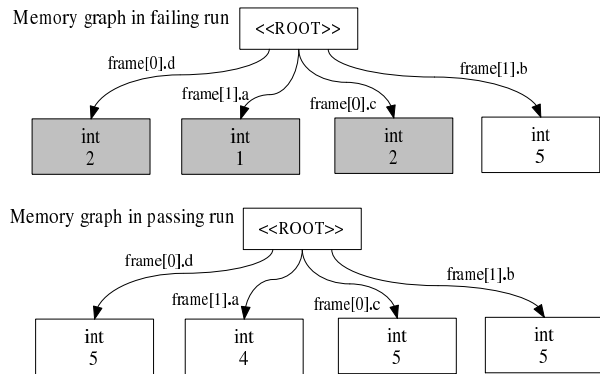 Memory graph in failing run
<<ROOT>>
frame[0].d
frame[1].a
frame[0].c
frame[1].b
int
2
int
1
int
2
int
5
Memory graph in passing run
<<ROOT>>
frame[0].d
frame[1].a
frame[0].c
frame[1].b
int
5
int
4
int
5
int
5